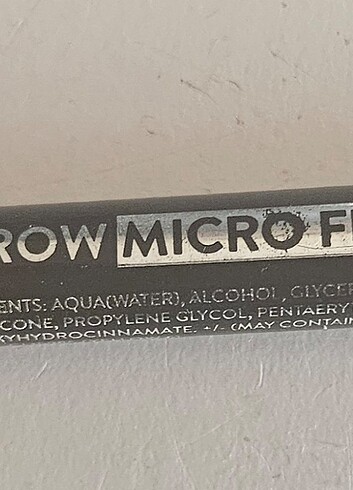 ROW MICRO F
ENTS: AQUA(WATER), ALCOHOL, GLYCER
CONE, PROPYLENE GLYCOL, PENTAERY
XYHYDROCINNAMATE. +/- (MAY CONTAIN